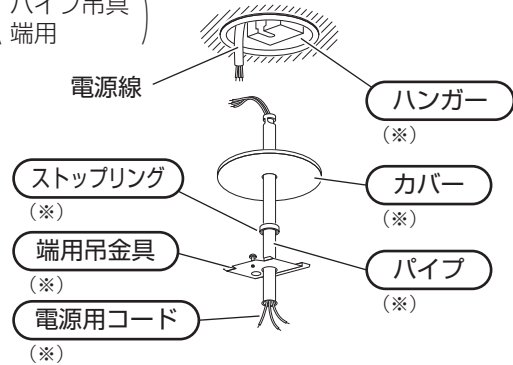 パイプ吊具
端用
電源線
ハンガー
(※)
ストップリング
(※)
カバー
(※)
端用吊金具
(※)
パイプ
(※)
電源用コード
(※)